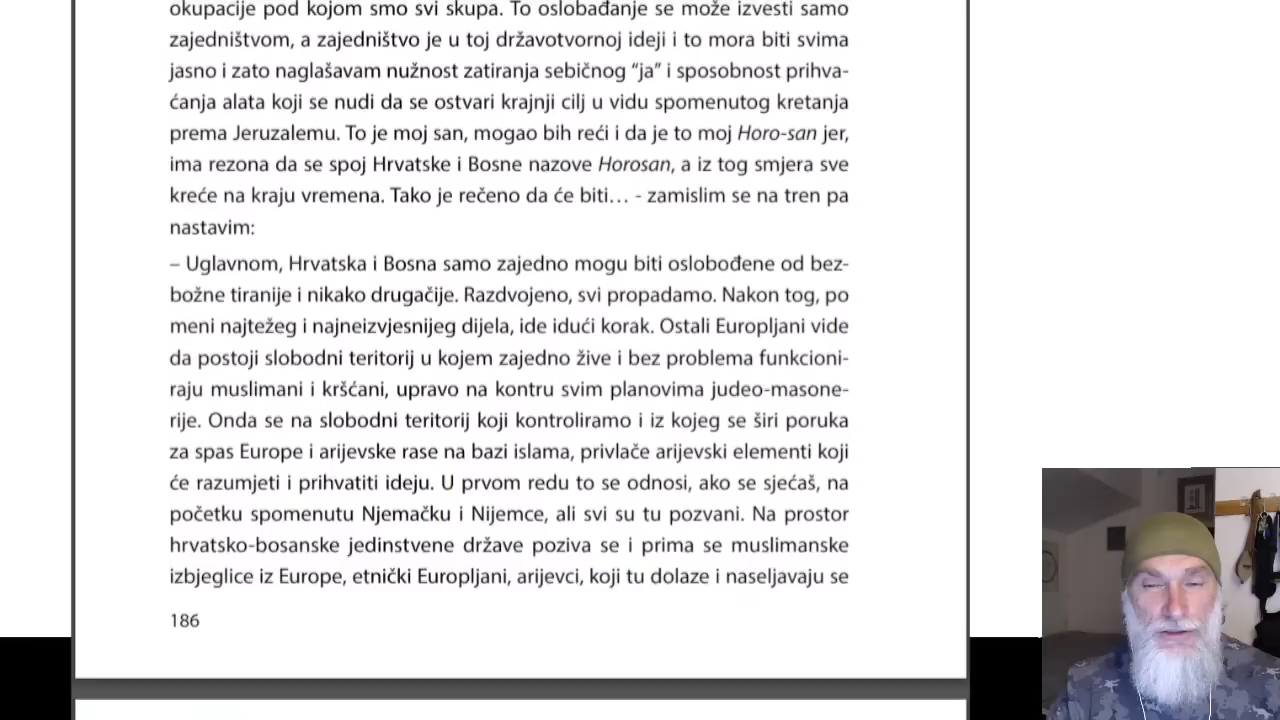 okupacije pod kojom smo svi skupa. To oslobađanje se može izvesti samo
zajedništvom, a zajedništvo je u toj državotvornoj ideji i to mora biti svima
jasno i zato naglašavam nužnost zatiranja sebičnog “ja” i sposobnost prihva-
ćanja alata koji se nudi da se ostvari krajnji cilj u vidu spomenutog kretanja
prema Jeruzalemu. To je moj san, mogao bih reći i da je to moj Horo-san jer,
ima rezona da se spoj Hrvatske i Bosne nazove Horosan, a iz tog smjera sve
kreće na kraju vremena. Tako je rečeno da će biti… - zamislim se na tren pa
nastavim:
– Uglavnom, Hrvatska i Bosna samo zajedno mogu biti oslobođene od bez-
božne tiranije i nikako drugačije. Razdvojeno, svi propadamo. Nakon tog, po
meni najtežeg i najneizvjesnijeg dijela, ide idući korak. Ostali Europljani vide
da postoji slobodni teritorij u kojem zajedno žive i bez problema funkcioni-
raju muslimani i kršćani, upravo na kontru svim planovima judeo-masone-
rije. Onda se na slobodni teritorij koji kontroliramo i iz kojeg se širi poruka
za spas Europe i arijevske rase na bazi islama, privlače arijevski elementi koji
će razumjeti i prihvatiti ideju. U prvom redu to se odnosi, ako se sjećaš, na
početku spomenutu Njemačku i Nijemce, ali svi su tu pozvani. Na prostor
hrvatsko-bosanske jedinstvene države poziva se i prima se muslimanske
izbjeglice iz Europe, etnički Europljani, arijevci, koji tu dolaze i naseljavaju se
186